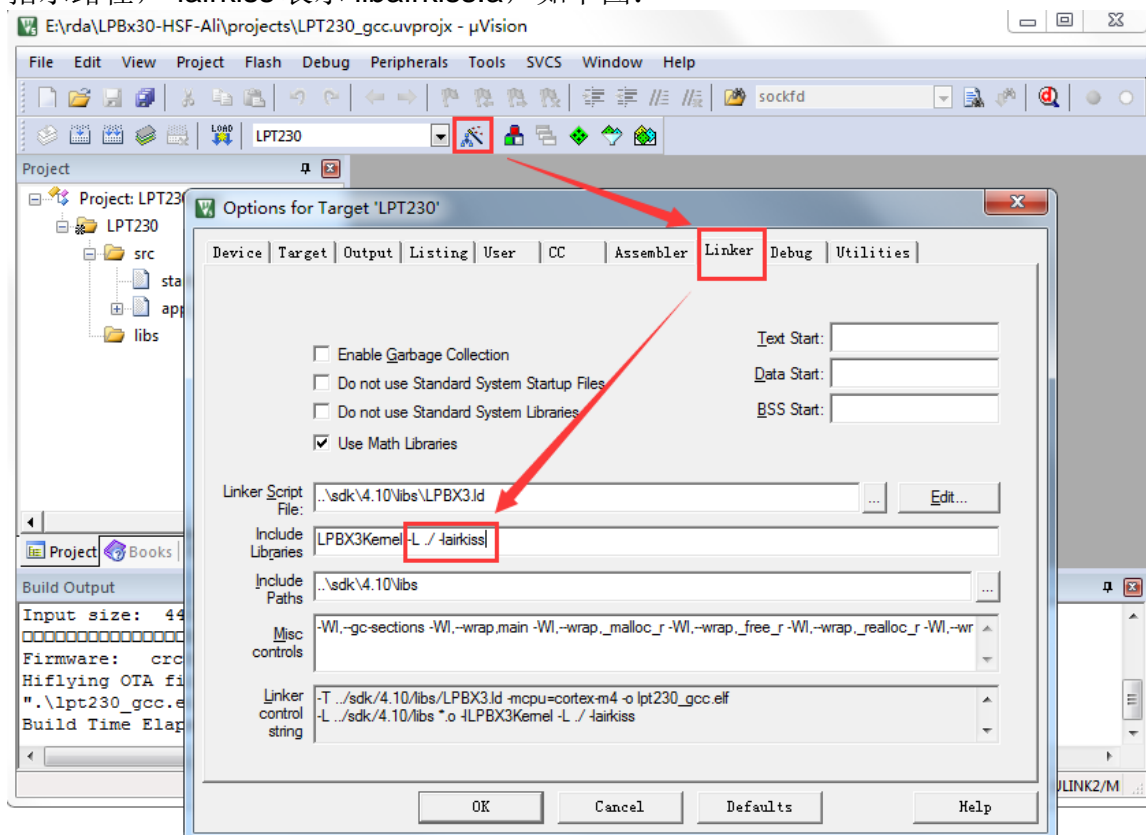 E:\rda\LPBx30-HSF-Ali\projects\LPT230_gcc.uvprojx - µVision
File Edit View Project Flash Debug Peripherals Tools SVCS Window Help
sockfd
LOAD LPT230
Project
Project: LPT23
LPT230
src
sta
app
libs
Project Books
Options for Target 'LPT230'
Device Target Output Listing User CC Assembler Linker Debug Utilities
Enable Garbage Collection
Do not use Standard System Startup Files
Do not use Standard System Libraries
Use Math Libraries
Text Start:
Data Start:
BSS Start:
Linker Script File: ..\sdk\4.10\libs\LPBX3.ld ... Edit...
Include Libraries LPBX3Kernel -L ./ -lairkiss
Include Paths ..\sdk\4.10\libs ...
Misc controls -Wl,--gc-sections -Wl,--wrap,main -Wl,--wrap,_malloc_r -Wl,--wrap,_free_r -Wl,--wrap,_realloc_r -Wl,--wr
Linker control string -T ../sdk/4.10/libs/LPBX3.ld -mcpu=cortex-m4 -o lpt230_gcc.elf
-L ../sdk/4.10/libs *.o -lLPBX3Kernel -L ./ -lairkiss
OK Cancel Defaults Help
Build Output
Input size: 44
Firmware: crc
Hiflying OTA fi
".\lpt230_gcc.e
Build Time Elap
JLINK2/M